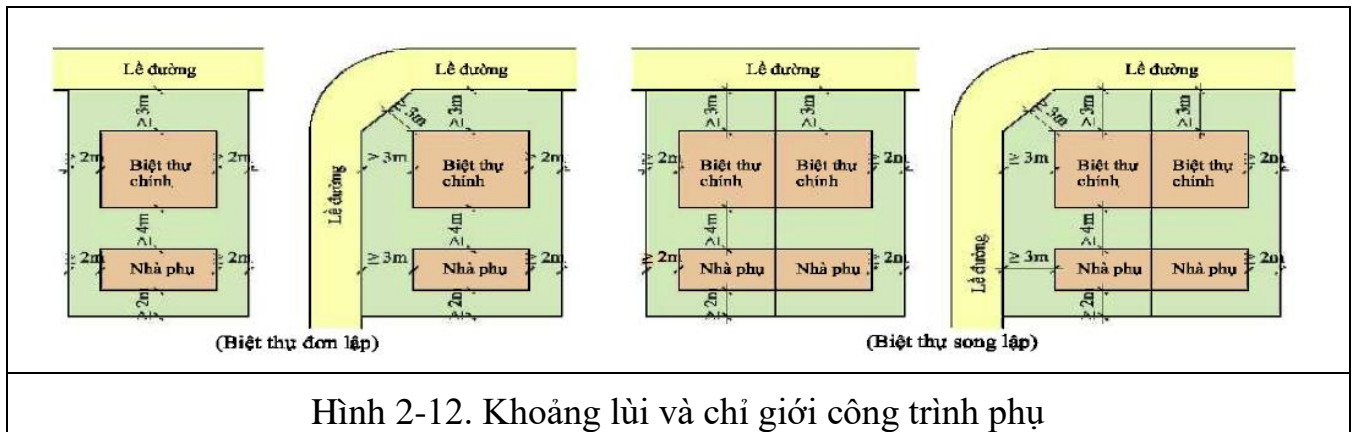 Lề đường
Lề đường
Lề đường
Lề đường
≥ 3m
≥ 3m
≥ 3m
≥ 3m
≥ 3m
≥ 3m
≥ 3m
≥ 2m
Biệt thự
chính
≥ 2m
≥ 3m
Biệt thự
chính
≥ 2m
≥ 2m
Biệt thự
chính
Biệt thự
chính
≥ 2m
≥ 3m
Biệt thự
chính
Biệt thự
chính
≥ 2m
Lề đường
Lề đường
≥ 4m
≥ 4m
≥ 4m
≥ 4m
≥ 2m
Nhà phụ
≥ 2m
≥ 3m
Nhà phụ
≥ 2m
≥ 2m
Nhà phụ
Nhà phụ
≥ 2m
≥ 3m
Nhà phụ
Nhà phụ
≥ 2m
≥ 2m
≥ 2m
≥ 2m
≥ 2m
(Biệt thự đơn lập)
(Biệt thự song lập)
Hình 2-12. Khoảng lùi và chỉ giới công trình phụ